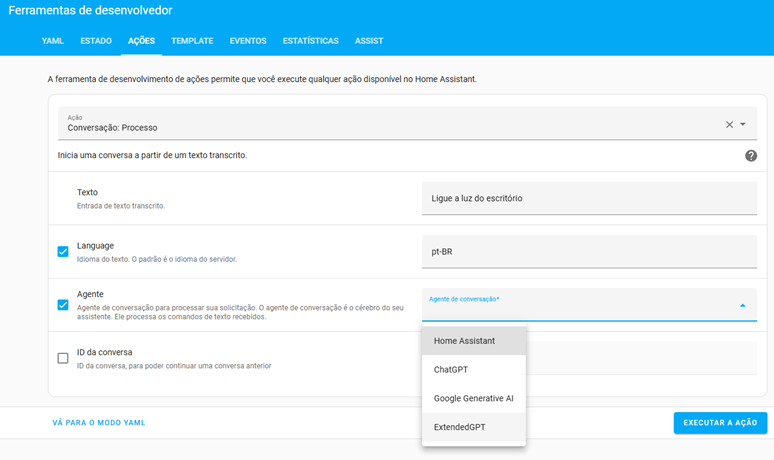 Ferramentas de desenvolvedor
YAML ESTADO AÇÕES TEMPLATE EVENTOS ESTATÍSTICAS ASSIST
A ferramenta de desenvolvimento de ações permite que você execute qualquer ação disponível no Home Assistant.
Ação
Conversação: Processo
Inicia uma conversa a partir de um texto transcrito.
Texto
Entrada de texto transcrito.
Ligue a luz do escritório
Language
Idioma do texto. O padrão é o idioma do servidor.
pt-BR
Agente
Agente de conversação para processar sua solicitação. O agente de conversação é o cérebro do seu
assistente. Ele processa os comandos de texto recebidos.
Agente de conversação*
Home Assistant
ChatGPT
Google Generative AI
ExtendedGPT
ID da conversa
ID da conversa, para poder continuar uma conversa anterior
VÁ PARA O MODO YAML
EXECUTAR A AÇÃO